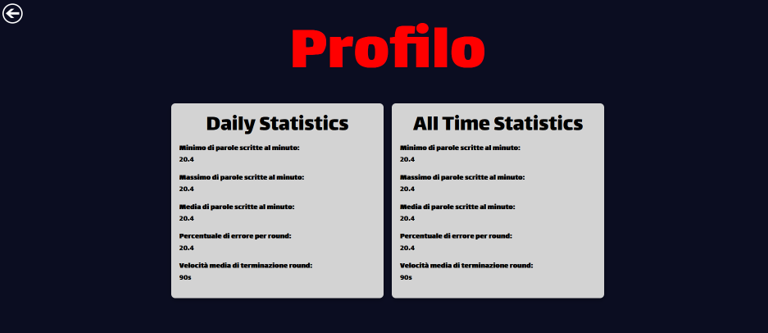 Profilo
Daily Statistics
Minimo di parole scritte al minuto:
20.4
Massimo di parole scritte al minuto:
20.4
Media di parole scritte al minuto:
20.4
Percentuale di errore per round:
20.4
Velocità media di terminazione round:
90s
All Time Statistics
Minimo di parole scritte al minuto:
20.4
Massimo di parole scritte al minuto:
20.4
Media di parole scritte al minuto:
20.4
Percentuale di errore per round:
20.4
Velocità media di terminazione round:
90s